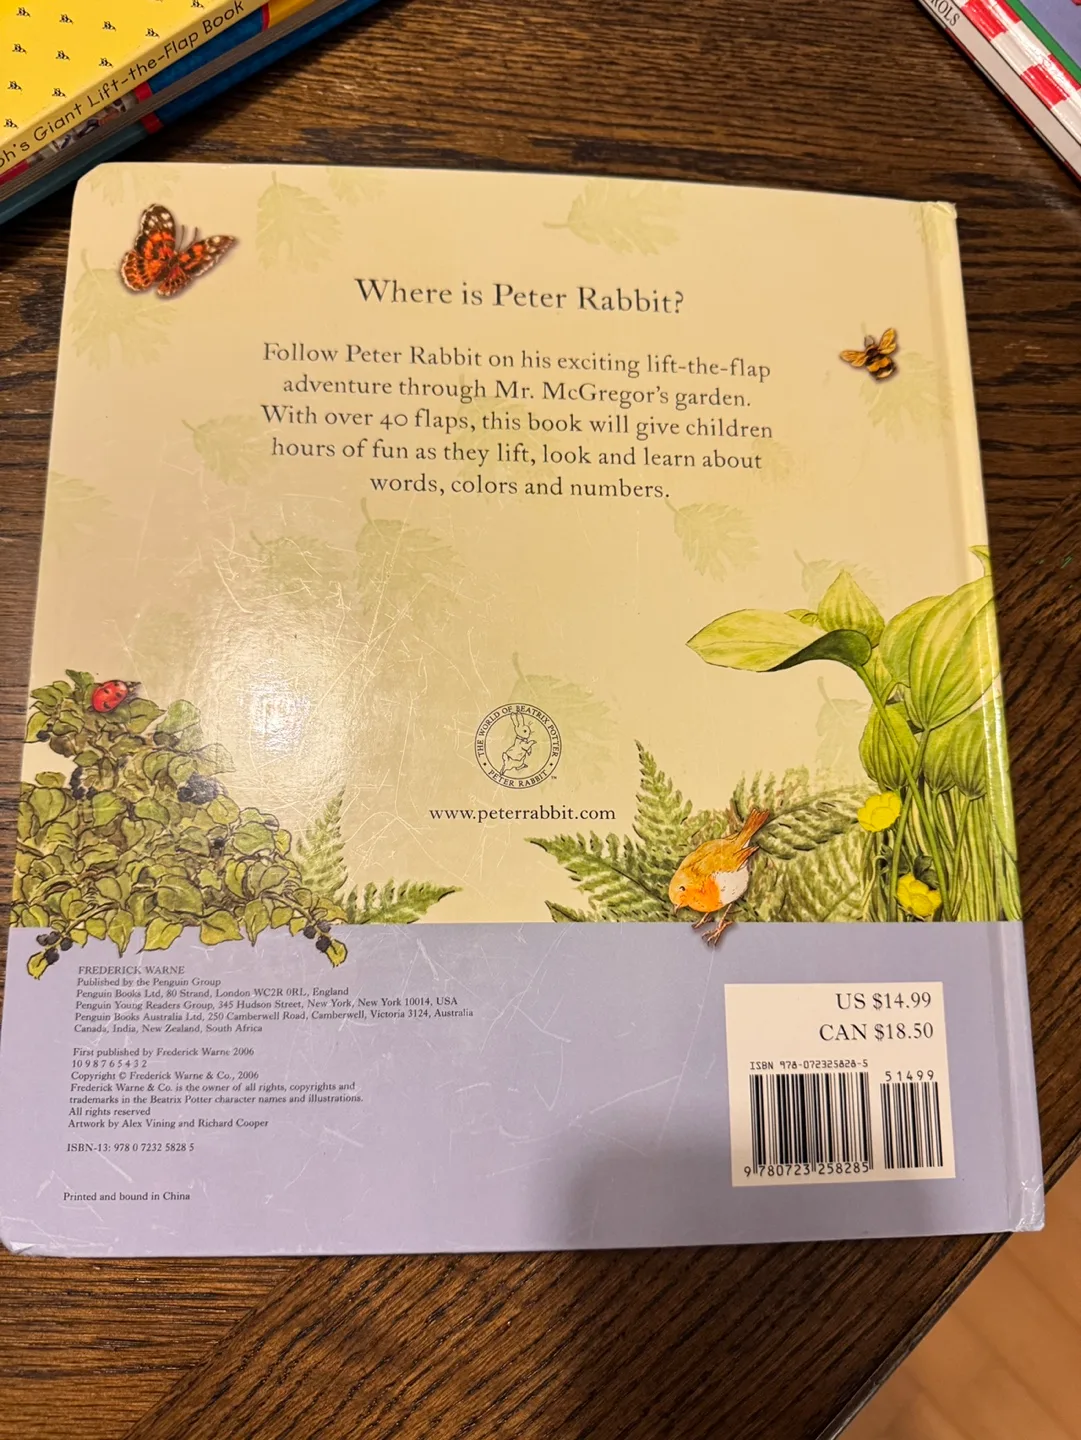 oh's Giant Lift-the-Flap Book
ROLS
Where is Peter Rabbit?
Follow Peter Rabbit on his exciting lift-the-flap
adventure through Mr. McGregor's garden.
With over 40 flaps, this book will give children
hours of fun as they lift, look and learn about
words, colors and numbers.
THE WORLD OF BEATRIX POTTER
• PETER RABBIT • ™
www.peterrabbit.com
FREDERICK WARNE
Published by the Penguin Group
Penguin Books Ltd, 80 Strand, London WC2R 0RL, England
Penguin Young Readers Group, 345 Hudson Street, New York, New York 10014, USA
Penguin Books Australia Ltd, 250 Camberwell Road, Camberwell, Victoria 3124, Australia
Canada, India, New Zealand, South Africa
First published by Frederick Warne 2006
10 9 8 7 6 5 4 3 2
Copyright © Frederick Warne & Co., 2006
Frederick Warne & Co. is the owner of all rights, copyrights and
trademarks in the Beatrix Potter character names and illustrations.
All rights reserved
Artwork by Alex Vining and Richard Cooper
ISBN-13: 978 0 7232 5828 5
Printed and bound in China
US $14.99
CAN $18.50
ISBN 978-072325828-5
51499
9 780723 258285